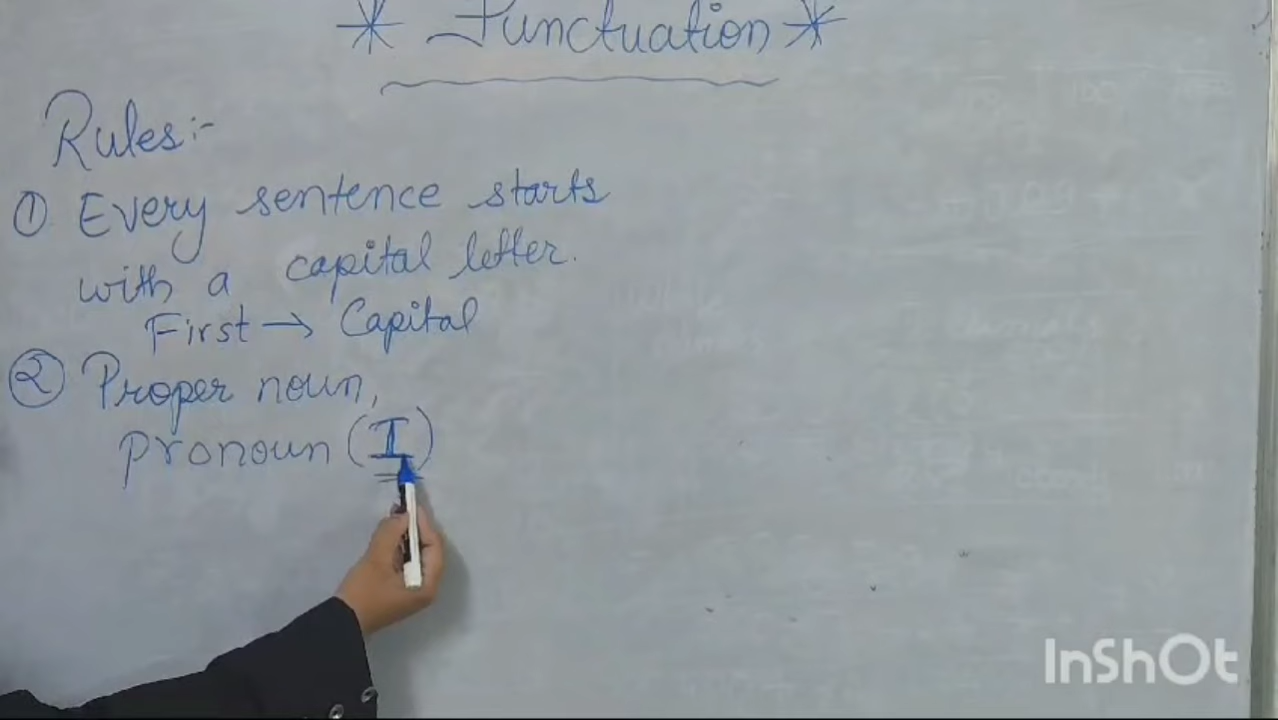 * Punctuation *
Rules:-
① Every sentence starts
with a capital letter.
First → Capital
② Proper noun,
pronoun (I)
InShOt